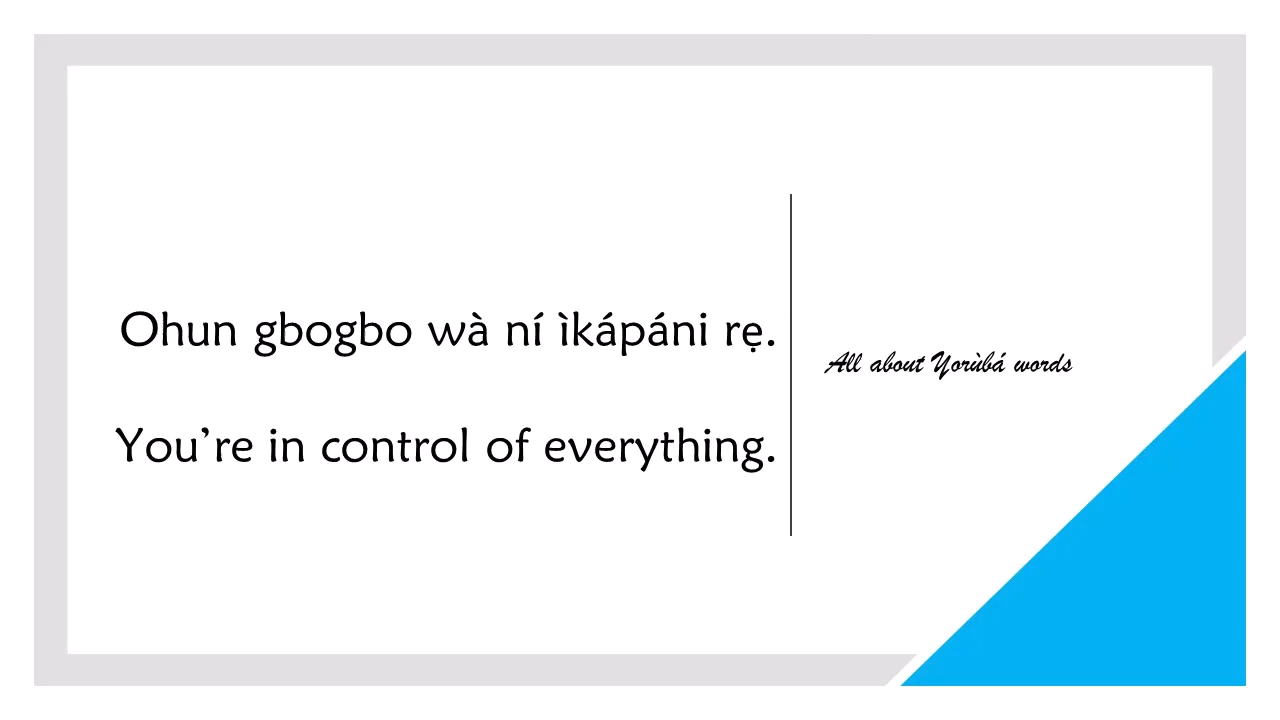 Ohun gbogbo wà ní ìkápáni rẹ.
You’re in control of everything.
All about Yorùbá words